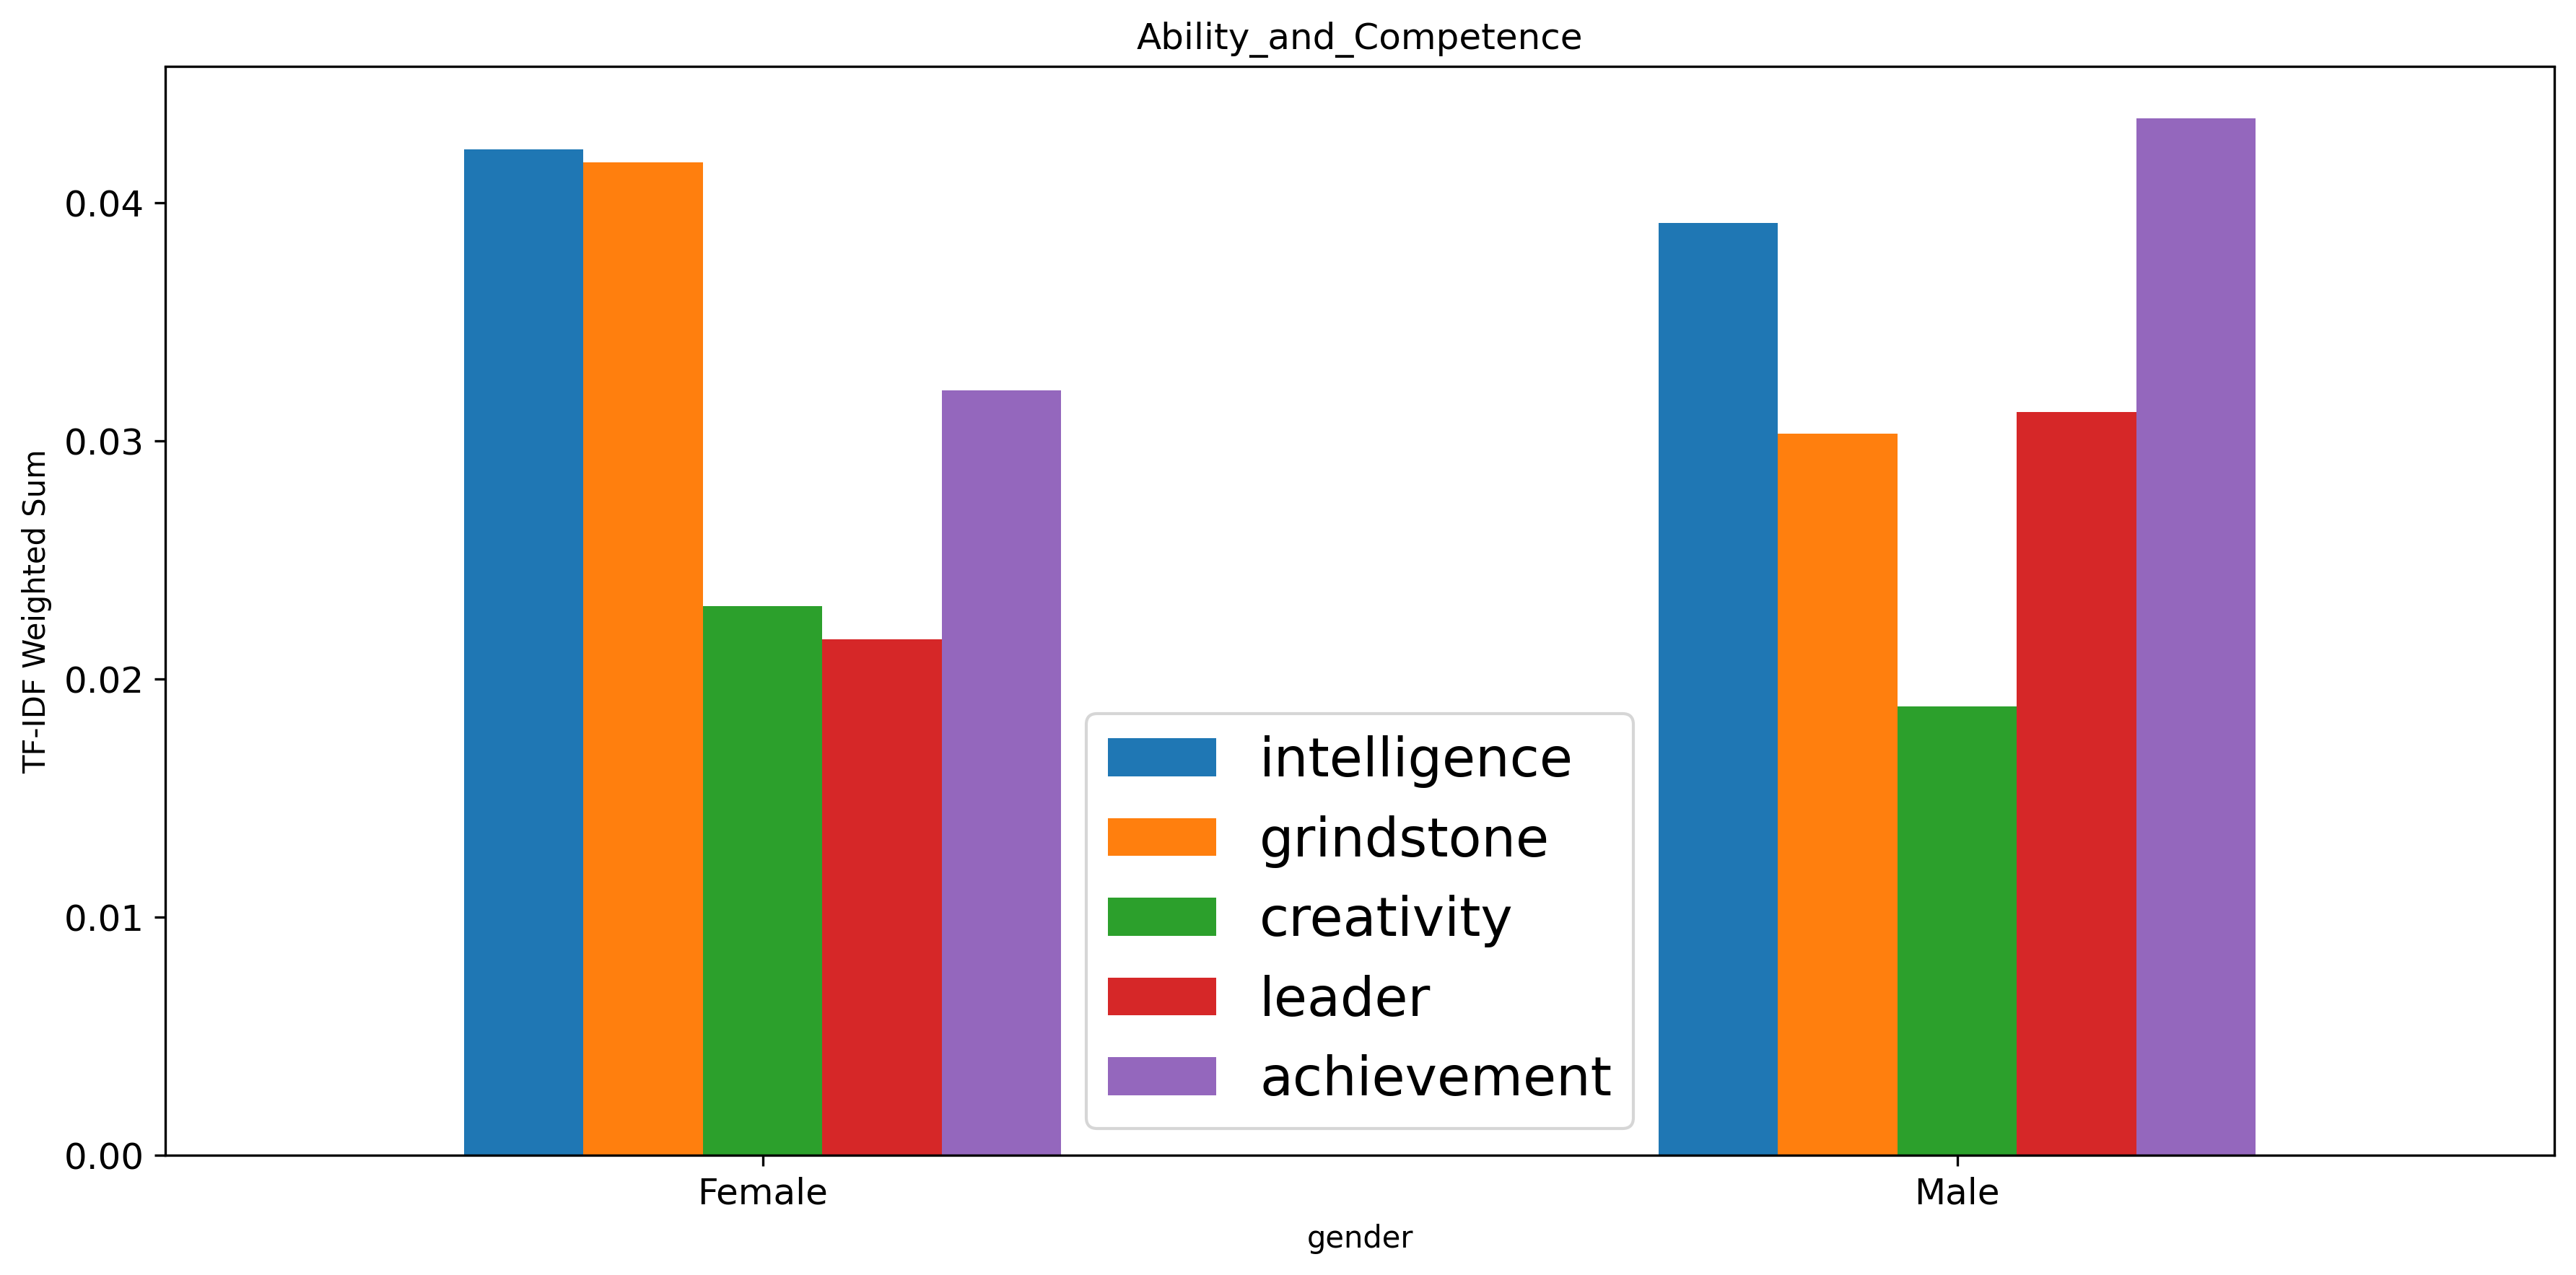 Ability_and_Competence
TF-IDF Weighted Sum
0.04
0.03
0.02
0.01
0.00
intelligence
grindstone
creativity
leader
achievement
Female
Male
gender